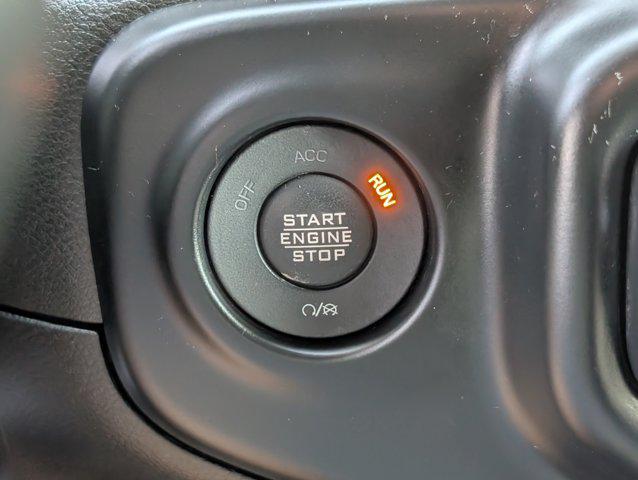 ACC
OFF
RUN
START
ENGINE
STOP